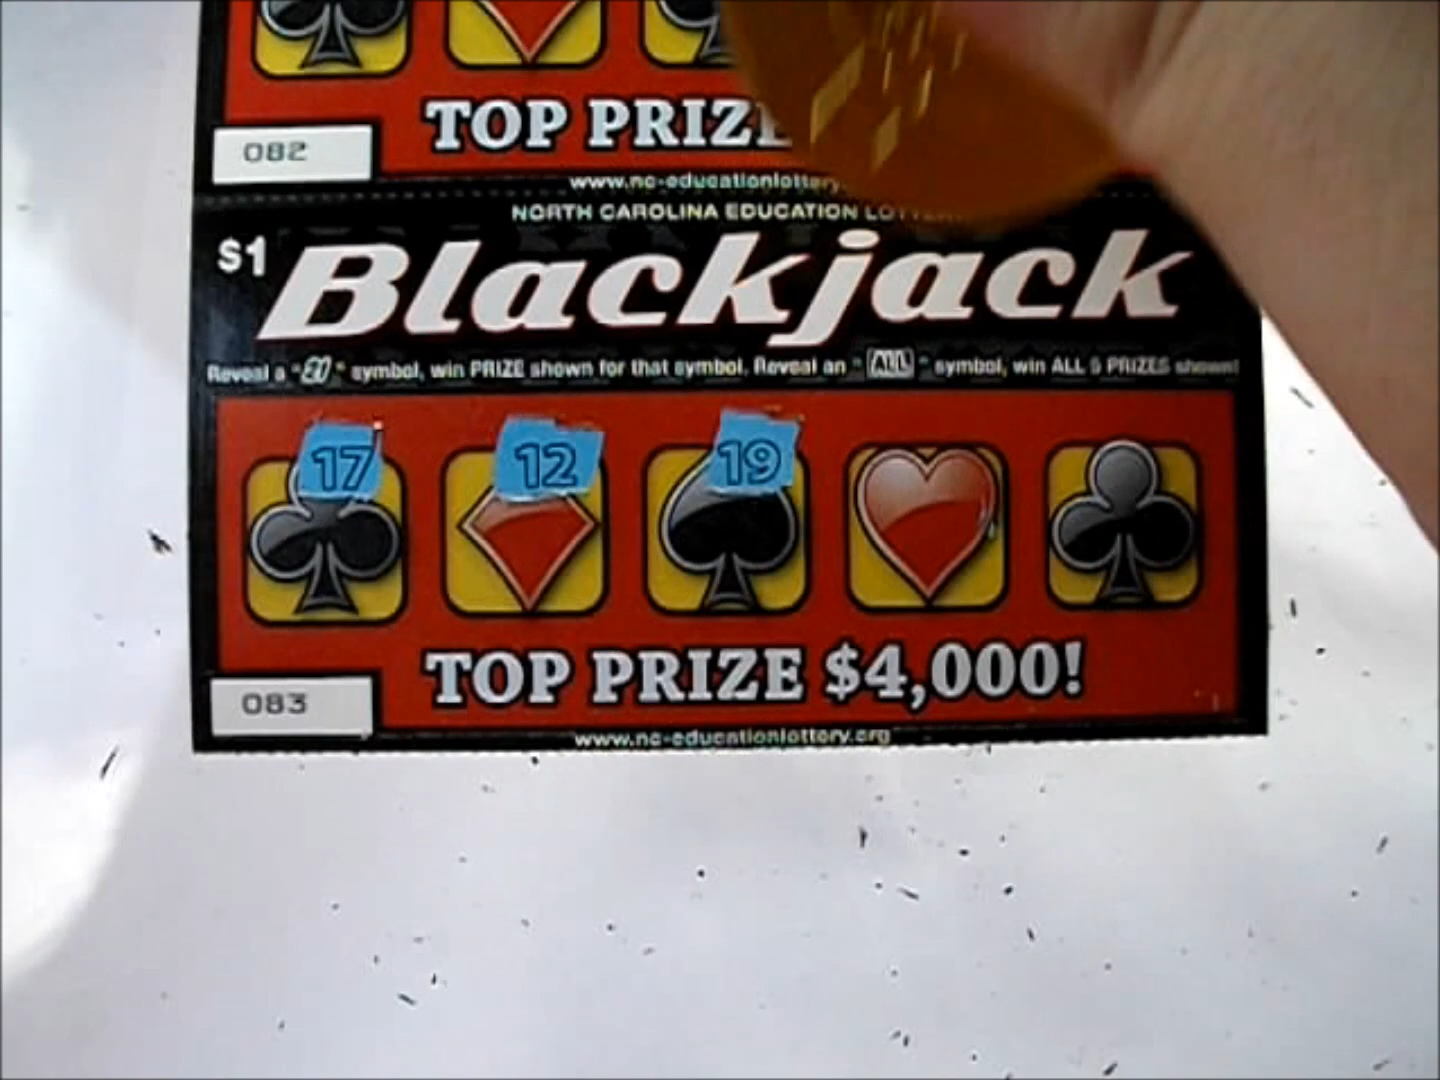 TOP PRIZE
082
www.nc-educationlottery.
NORTH CAROLINA EDUCATION
$1 Blackjack
Reveal a "21" symbol, win PRIZE shown for that symbol. Reveal an "ALL" symbol, win ALL 5 PRIZES shown!
17 12 19
TOP PRIZE $4,000!
083
www.nc-educationlottery.org